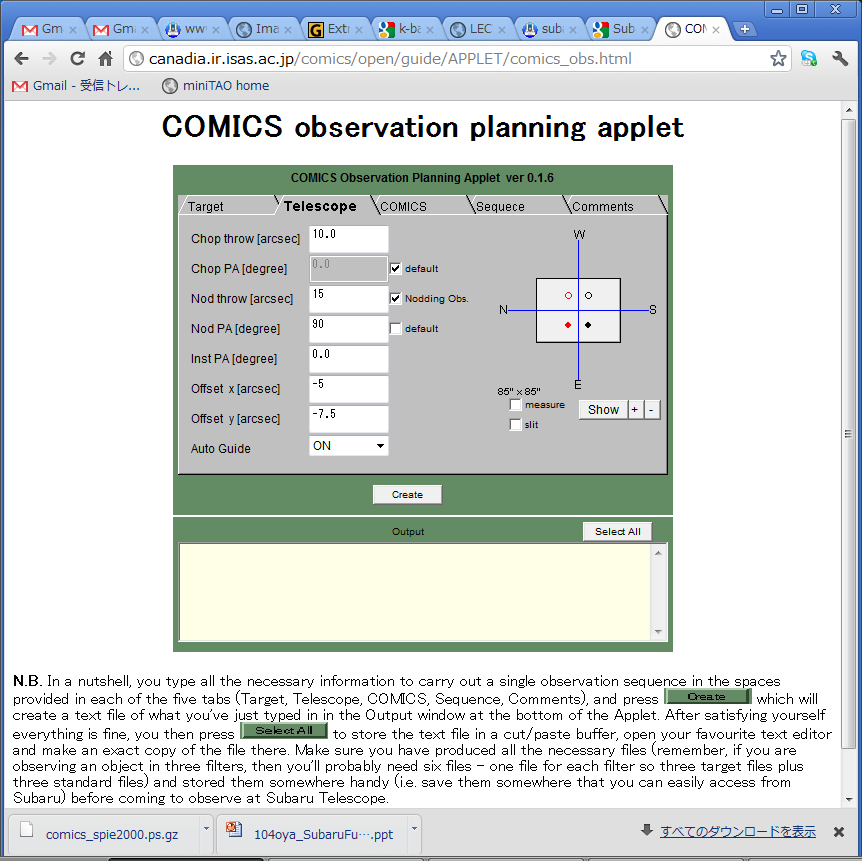 Gm
Gma
www
Ima
Extr
k-ba
LEC
suba
Sub
CON
canadia.ir.isas.ac.jp/comics/open/guide/APPLET/comics_obs.html
Gmail - 受信トレ...
miniTAO home
COMICS observation planning applet
COMICS Observation Planning Applet ver 0.1.6
Target Telescope COMICS Sequece Comments
Chop throw [arcsec] 10.0
Chop PA [degree] 0.0 default
Nod throw [arcsec] 15 Nodding Obs.
Nod PA [degree] 90 default
Inst PA [degree] 0.0
Offset x [arcsec] -5
Offset y [arcsec] -7.5
Auto Guide ON
W
N S
E
85" x 85"
measure
slit
Show + -
Create
Output Select All
N.B. In a nutshell, you type all the necessary information to carry out a single observation sequence in the spaces
provided in each of the five tabs (Target, Telescope, COMICS, Sequence, Comments), and press Create which will
create a text file of what you've just typed in in the Output window at the bottom of the Applet. After satisfying yourself
everything is fine, you then press Select All to store the text file in a cut/paste buffer, open your favourite text editor
and make an exact copy of the file there. Make sure you have produced all the necessary files (remember, if you are
observing an object in three filters, then you'll probably need six files - one file for each filter so three target files plus
three standard files) and stored them somewhere handy (i.e. save them somewhere that you can easily access from
Subaru) before coming to observe at Subaru Telescope.
comics_spie2000.ps.gz
104oya_SubaruFu....ppt
すべてのダウンロードを表示